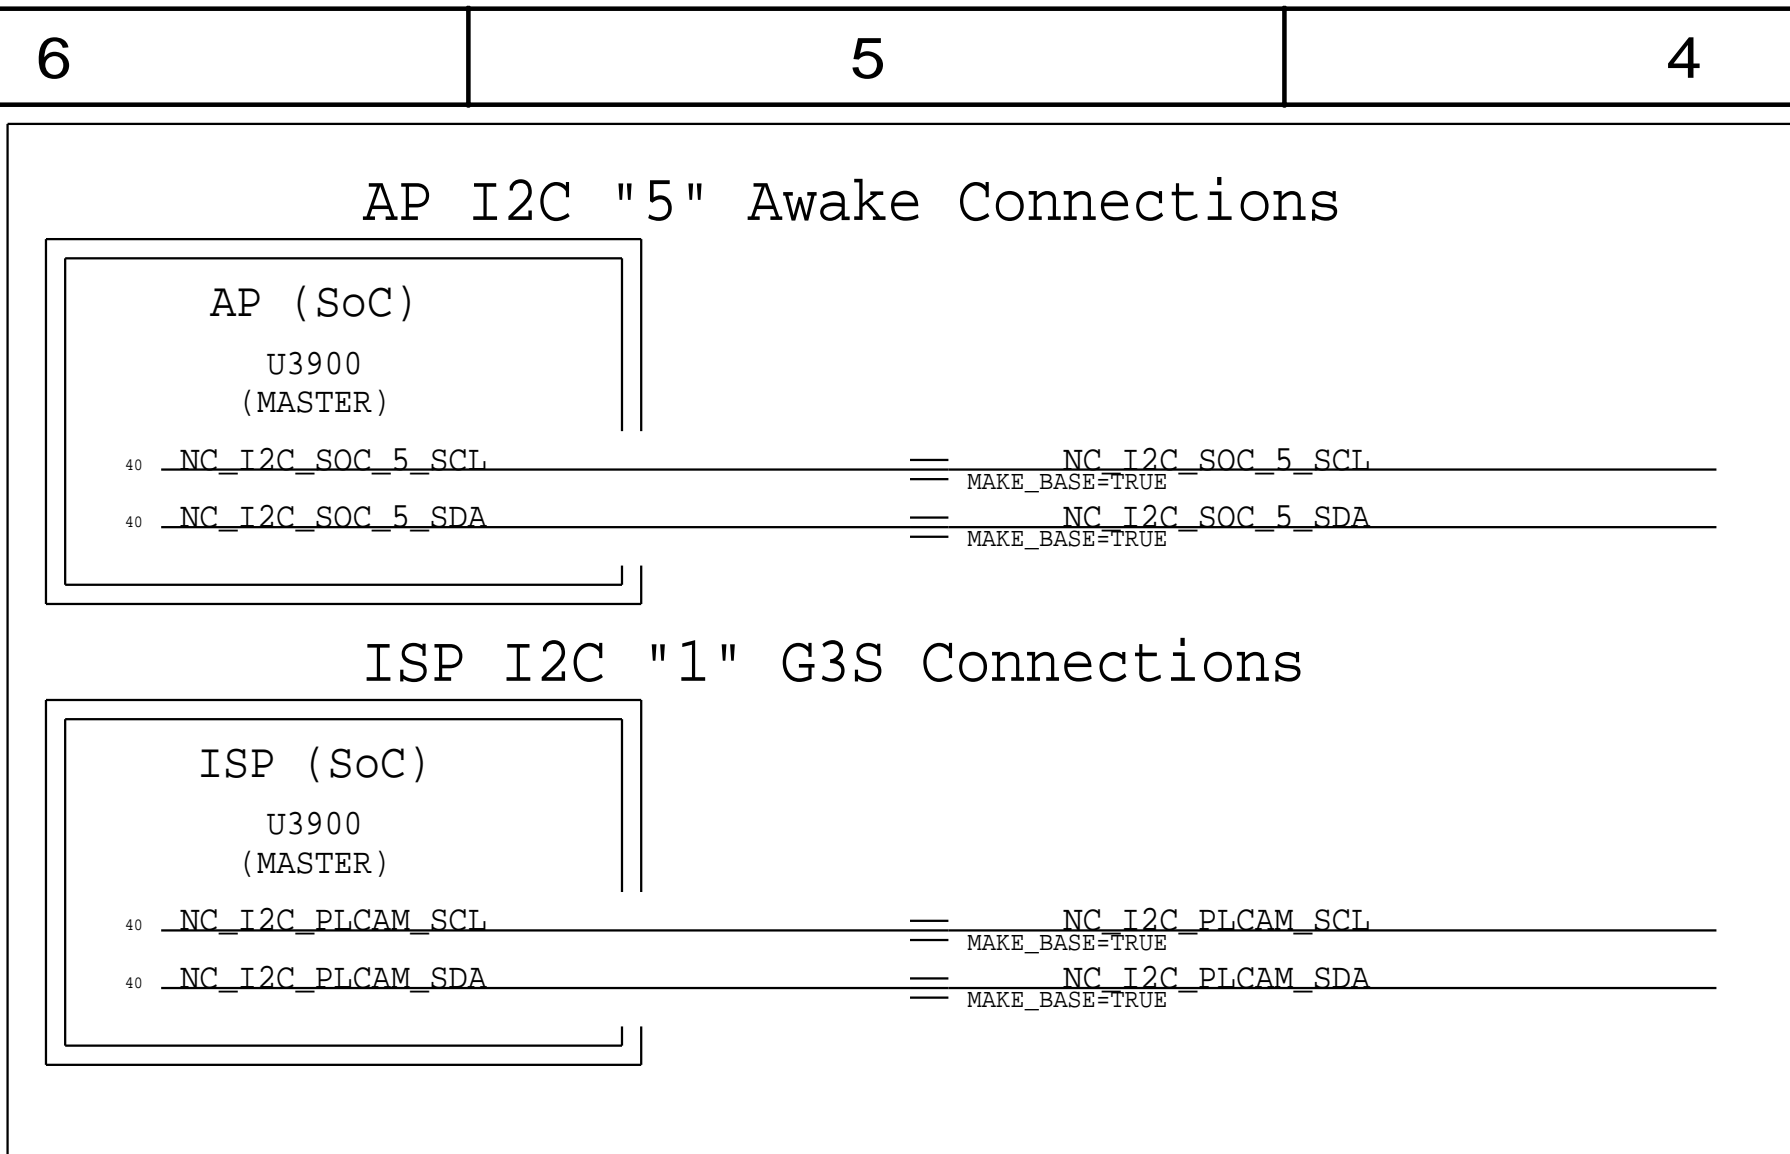 6 5 4
AP I2C "5" Awake Connections
AP (SoC)
U3900
(MASTER)
40 NC_I2C_SOC_5_SCL NC_I2C_SOC_5_SCL
MAKE_BASE=TRUE
40 NC_I2C_SOC_5_SDA NC_I2C_SOC_5_SDA
MAKE_BASE=TRUE
ISP I2C "1" G3S Connections
ISP (SoC)
U3900
(MASTER)
40 NC_I2C_PLCAM_SCL NC_I2C_PLCAM_SCL
MAKE_BASE=TRUE
40 NC_I2C_PLCAM_SDA NC_I2C_PLCAM_SDA
MAKE_BASE=TRUE